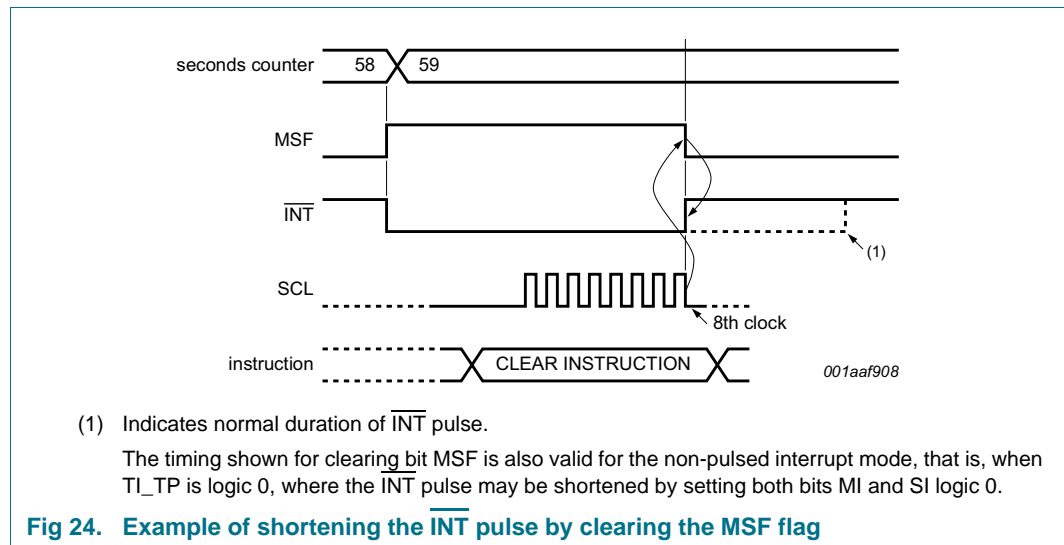 seconds counter 58 59
MSF
INT
(1)
SCL
8th clock
instruction CLEAR INSTRUCTION
001aaf908
(1) Indicates normal duration of INT pulse.
The timing shown for clearing bit MSF is also valid for the non-pulsed interrupt mode, that is, when
TI_TP is logic 0, where the INT pulse may be shortened by setting both bits MI and SI logic 0.
Fig 24. Example of shortening the INT pulse by clearing the MSF flag